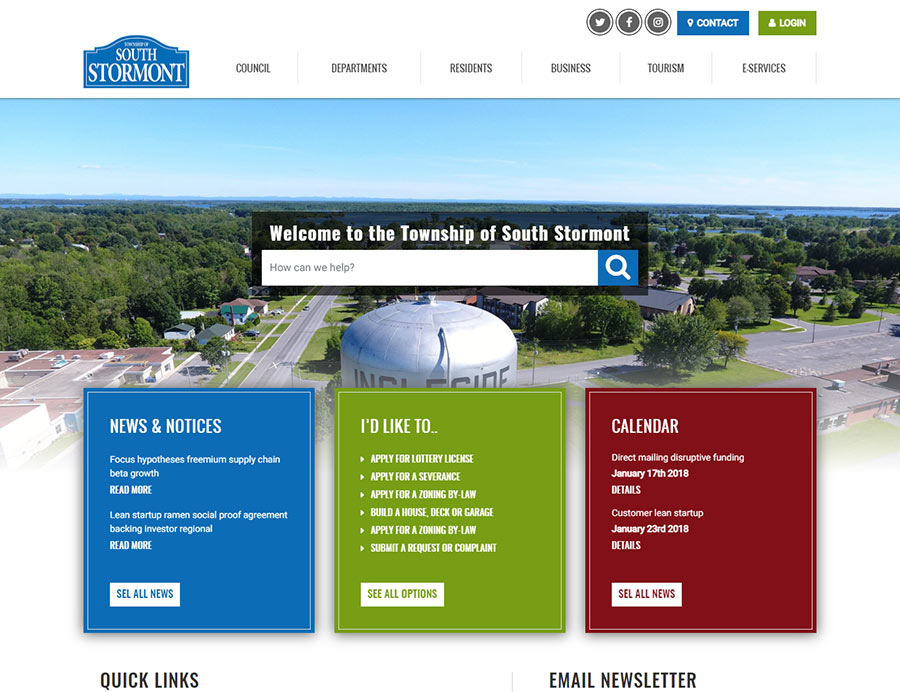 CONTACT
LOGIN
TOWNSHIP OF
SOUTH
STORMONT
COUNCIL
DEPARTMENTS
RESIDENTS
BUSINESS
TOURISM
E-SERVICES
Welcome to the Township of South Stormont
How can we help?
INGLESIDE
NEWS & NOTICES
Focus hypotheses freemium supply chain
beta growth
READ MORE
Lean startup ramen social proof agreement
backing investor regional
READ MORE
SEL ALL NEWS
I'D LIKE TO..
APPLY FOR LOTTERY LICENSE
APPLY FOR A SEVERANCE
APPLY FOR A ZONING BY-LAW
BUILD A HOUSE, DECK OR GARAGE
APPLY FOR A ZONING BY-LAW
SUBMIT A REQUEST OR COMPLAINT
SEE ALL OPTIONS
CALENDAR
Direct mailing disruptive funding
January 17th 2018
DETAILS
Customer lean startup
January 23rd 2018
DETAILS
SEL ALL NEWS
QUICK LINKS
EMAIL NEWSLETTER